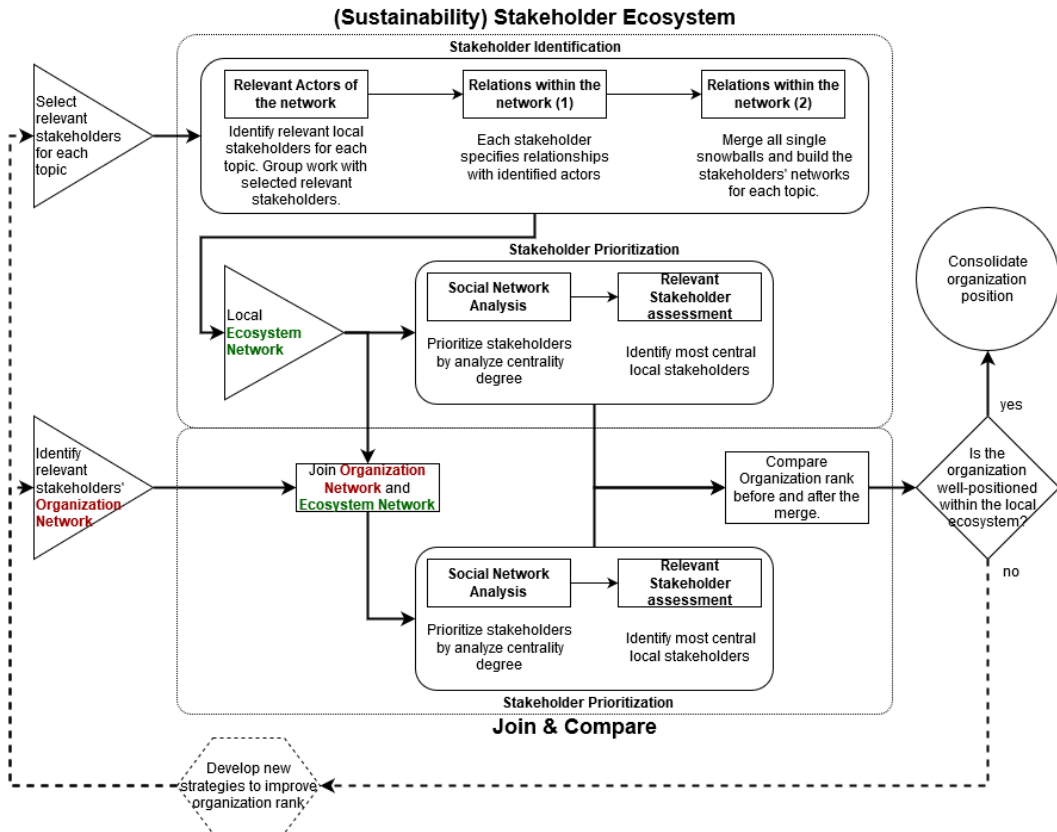 (Sustainability) Stakeholder Ecosystem
Stakeholder Identification
Select
relevant
stakeholders
for each
topic
Relevant Actors of
the network
Identify relevant local
stakeholders for each
topic. Group work with
selected relevant
stakeholders.
Relations within the
network (1)
Each stakeholder
specifies relationships
with identified actors
Relations within the
network (2)
Merge all single
snowballs and build the
stakeholders' networks
for each topic.
Stakeholder Prioritization
Local
Ecosystem
Network
Social Network
Analysis
Prioritize stakeholders
by analyze centrality
degree
Relevant
Stakeholder
assessment
Identify most central
local stakeholders
Consolidate
organization
position
yes
Identify
relevant
stakeholders'
Organization
Network
Join Organization
Network and
Ecosystem Network
Compare
Organization rank
before and after the
merge.
Is the
organization
well-positioned
within the local
ecosystem?
no
Social Network
Analysis
Prioritize stakeholders
by analyze centrality
degree
Relevant
Stakeholder
assessment
Identify most central
local stakeholders
Stakeholder Prioritization
Join & Compare
Develop new
strategies to improve
organization rank